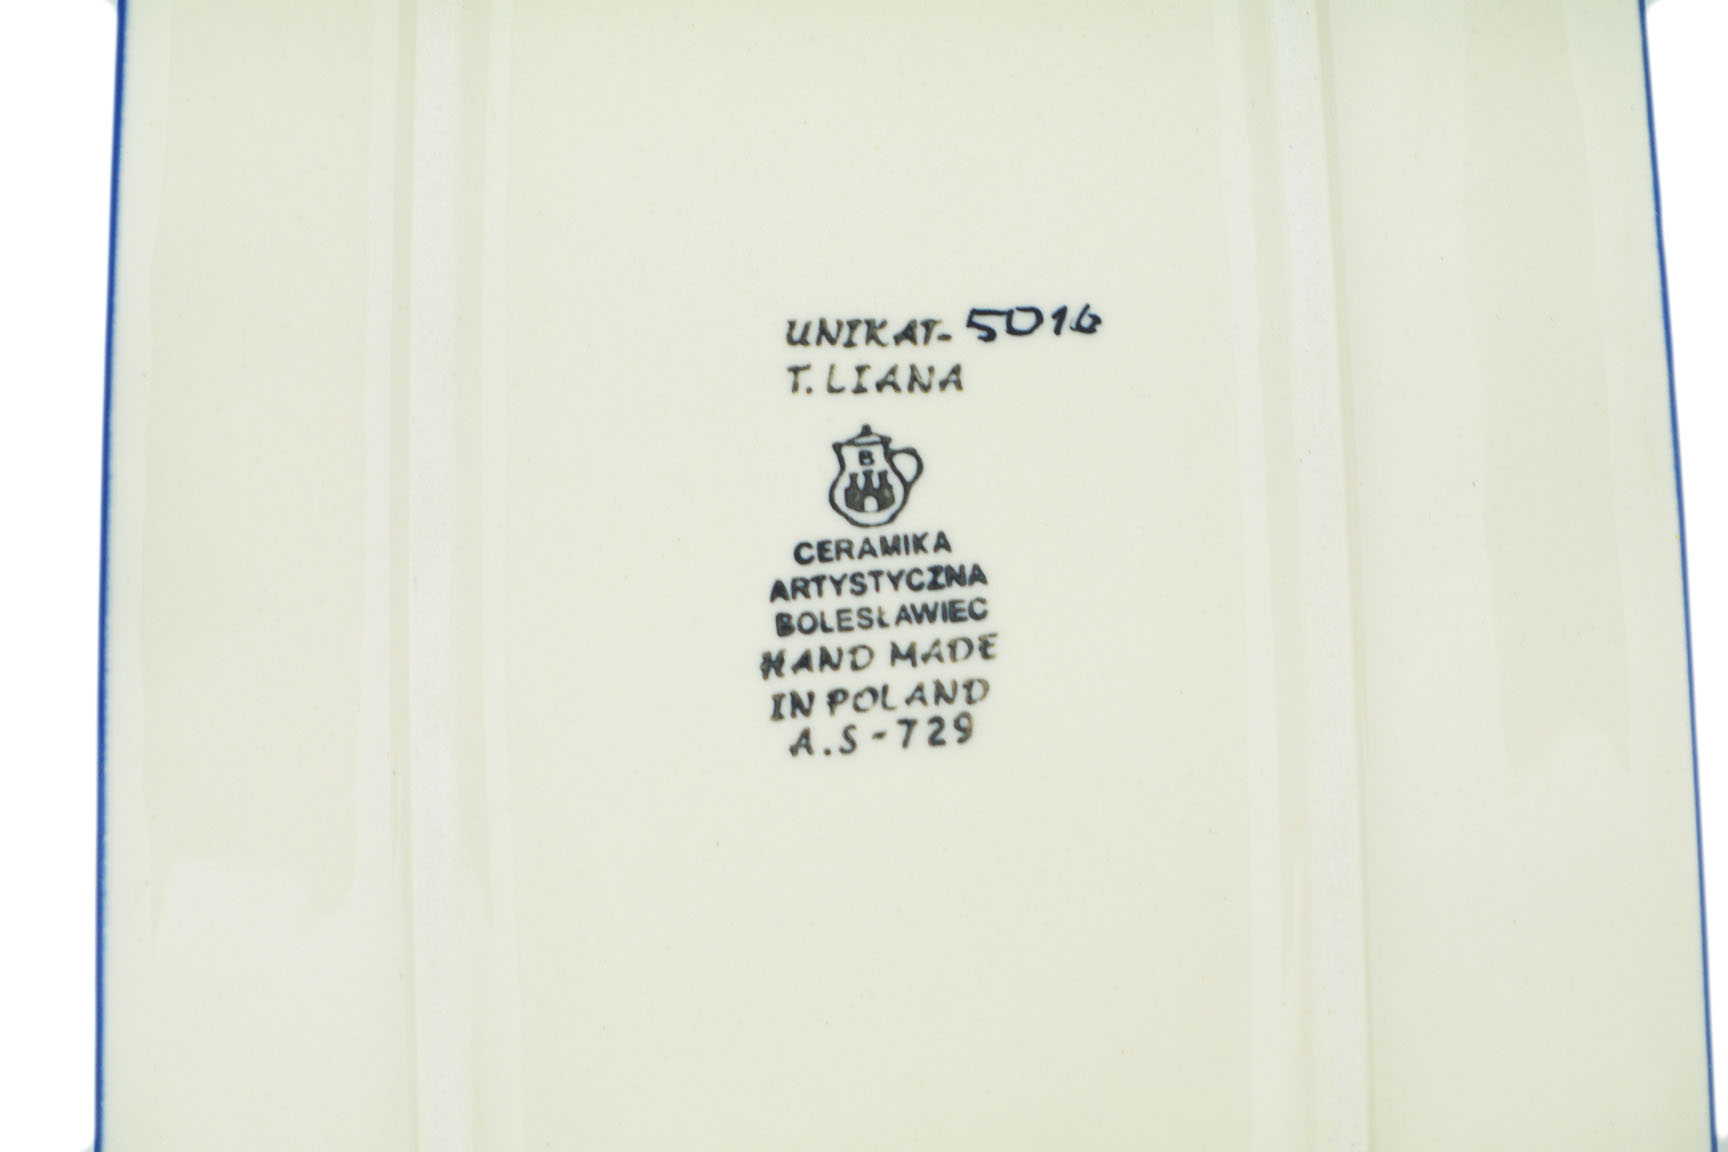 UNIKAT- 5016
T. LIANA
B
CERAMIKA
ARTYSTYCZNA
BOLESŁAWIEC
HAND MADE
IN POLAND
A.S-729